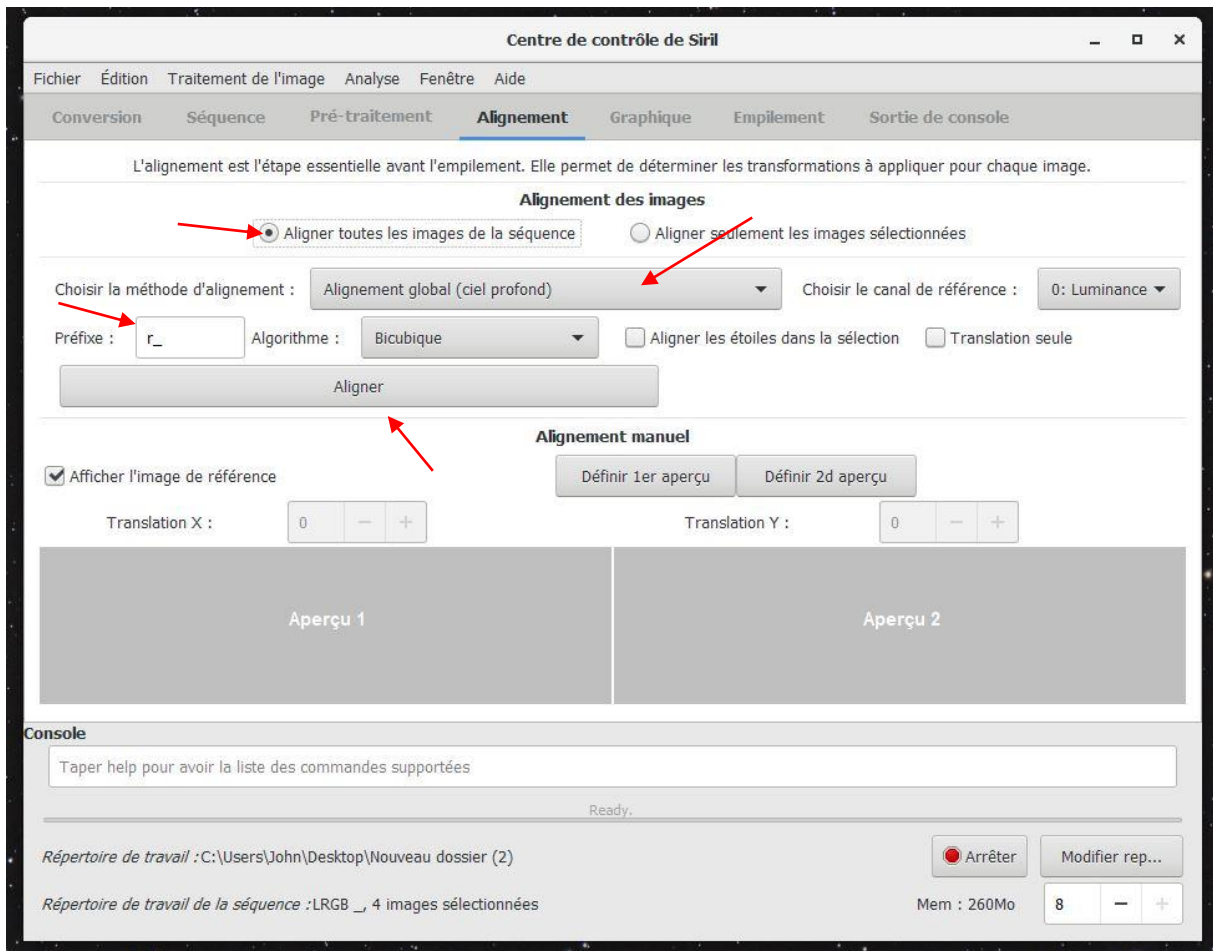 Centre de contrôle de Siril
Fichier Édition Traitement de l'image Analyse Fenêtre Aide
Conversion Séquence Pré-traitement Alignement Graphique Empilement Sortie de console
L'alignement est l'étape essentielle avant l'empilement. Elle permet de déterminer les transformations à appliquer pour chaque image.
Alignement des images
Aligner toutes les images de la séquence Aligner seulement les images sélectionnées
Choisir la méthode d'alignement : Alignement global (ciel profond) Choisir le canal de référence : 0: Luminance
Préfixe : r_ Algorithme : Bicubique Aligner les étoiles dans la sélection Translation seule
Aligner
Alignement manuel
Afficher l'image de référence Définir 1er aperçu Définir 2d aperçu
Translation X : 0 − + Translation Y : 0 − +
Aperçu 1 Aperçu 2
Console
Taper help pour avoir la liste des commandes supportées
Ready.
Répertoire de travail :C:\Users\John\Desktop\Nouveau dossier (2) Arrêter Modifier rep...
Répertoire de travail de la séquence :LRGB _, 4 images sélectionnées Mem : 260Mo 8 − +